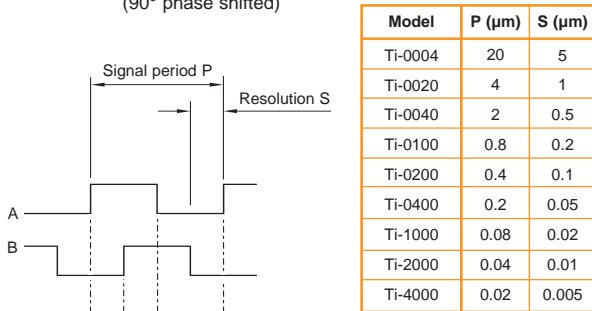 (90° phase shifted)
Signal period P
Resolution S
A
B
Model P (µm) S (µm)
Ti-0004 20 5
Ti-0020 4 1
Ti-0040 2 0.5
Ti-0100 0.8 0.2
Ti-0200 0.4 0.1
Ti-0400 0.2 0.05
Ti-1000 0.08 0.02
Ti-2000 0.04 0.01
Ti-4000 0.02 0.005